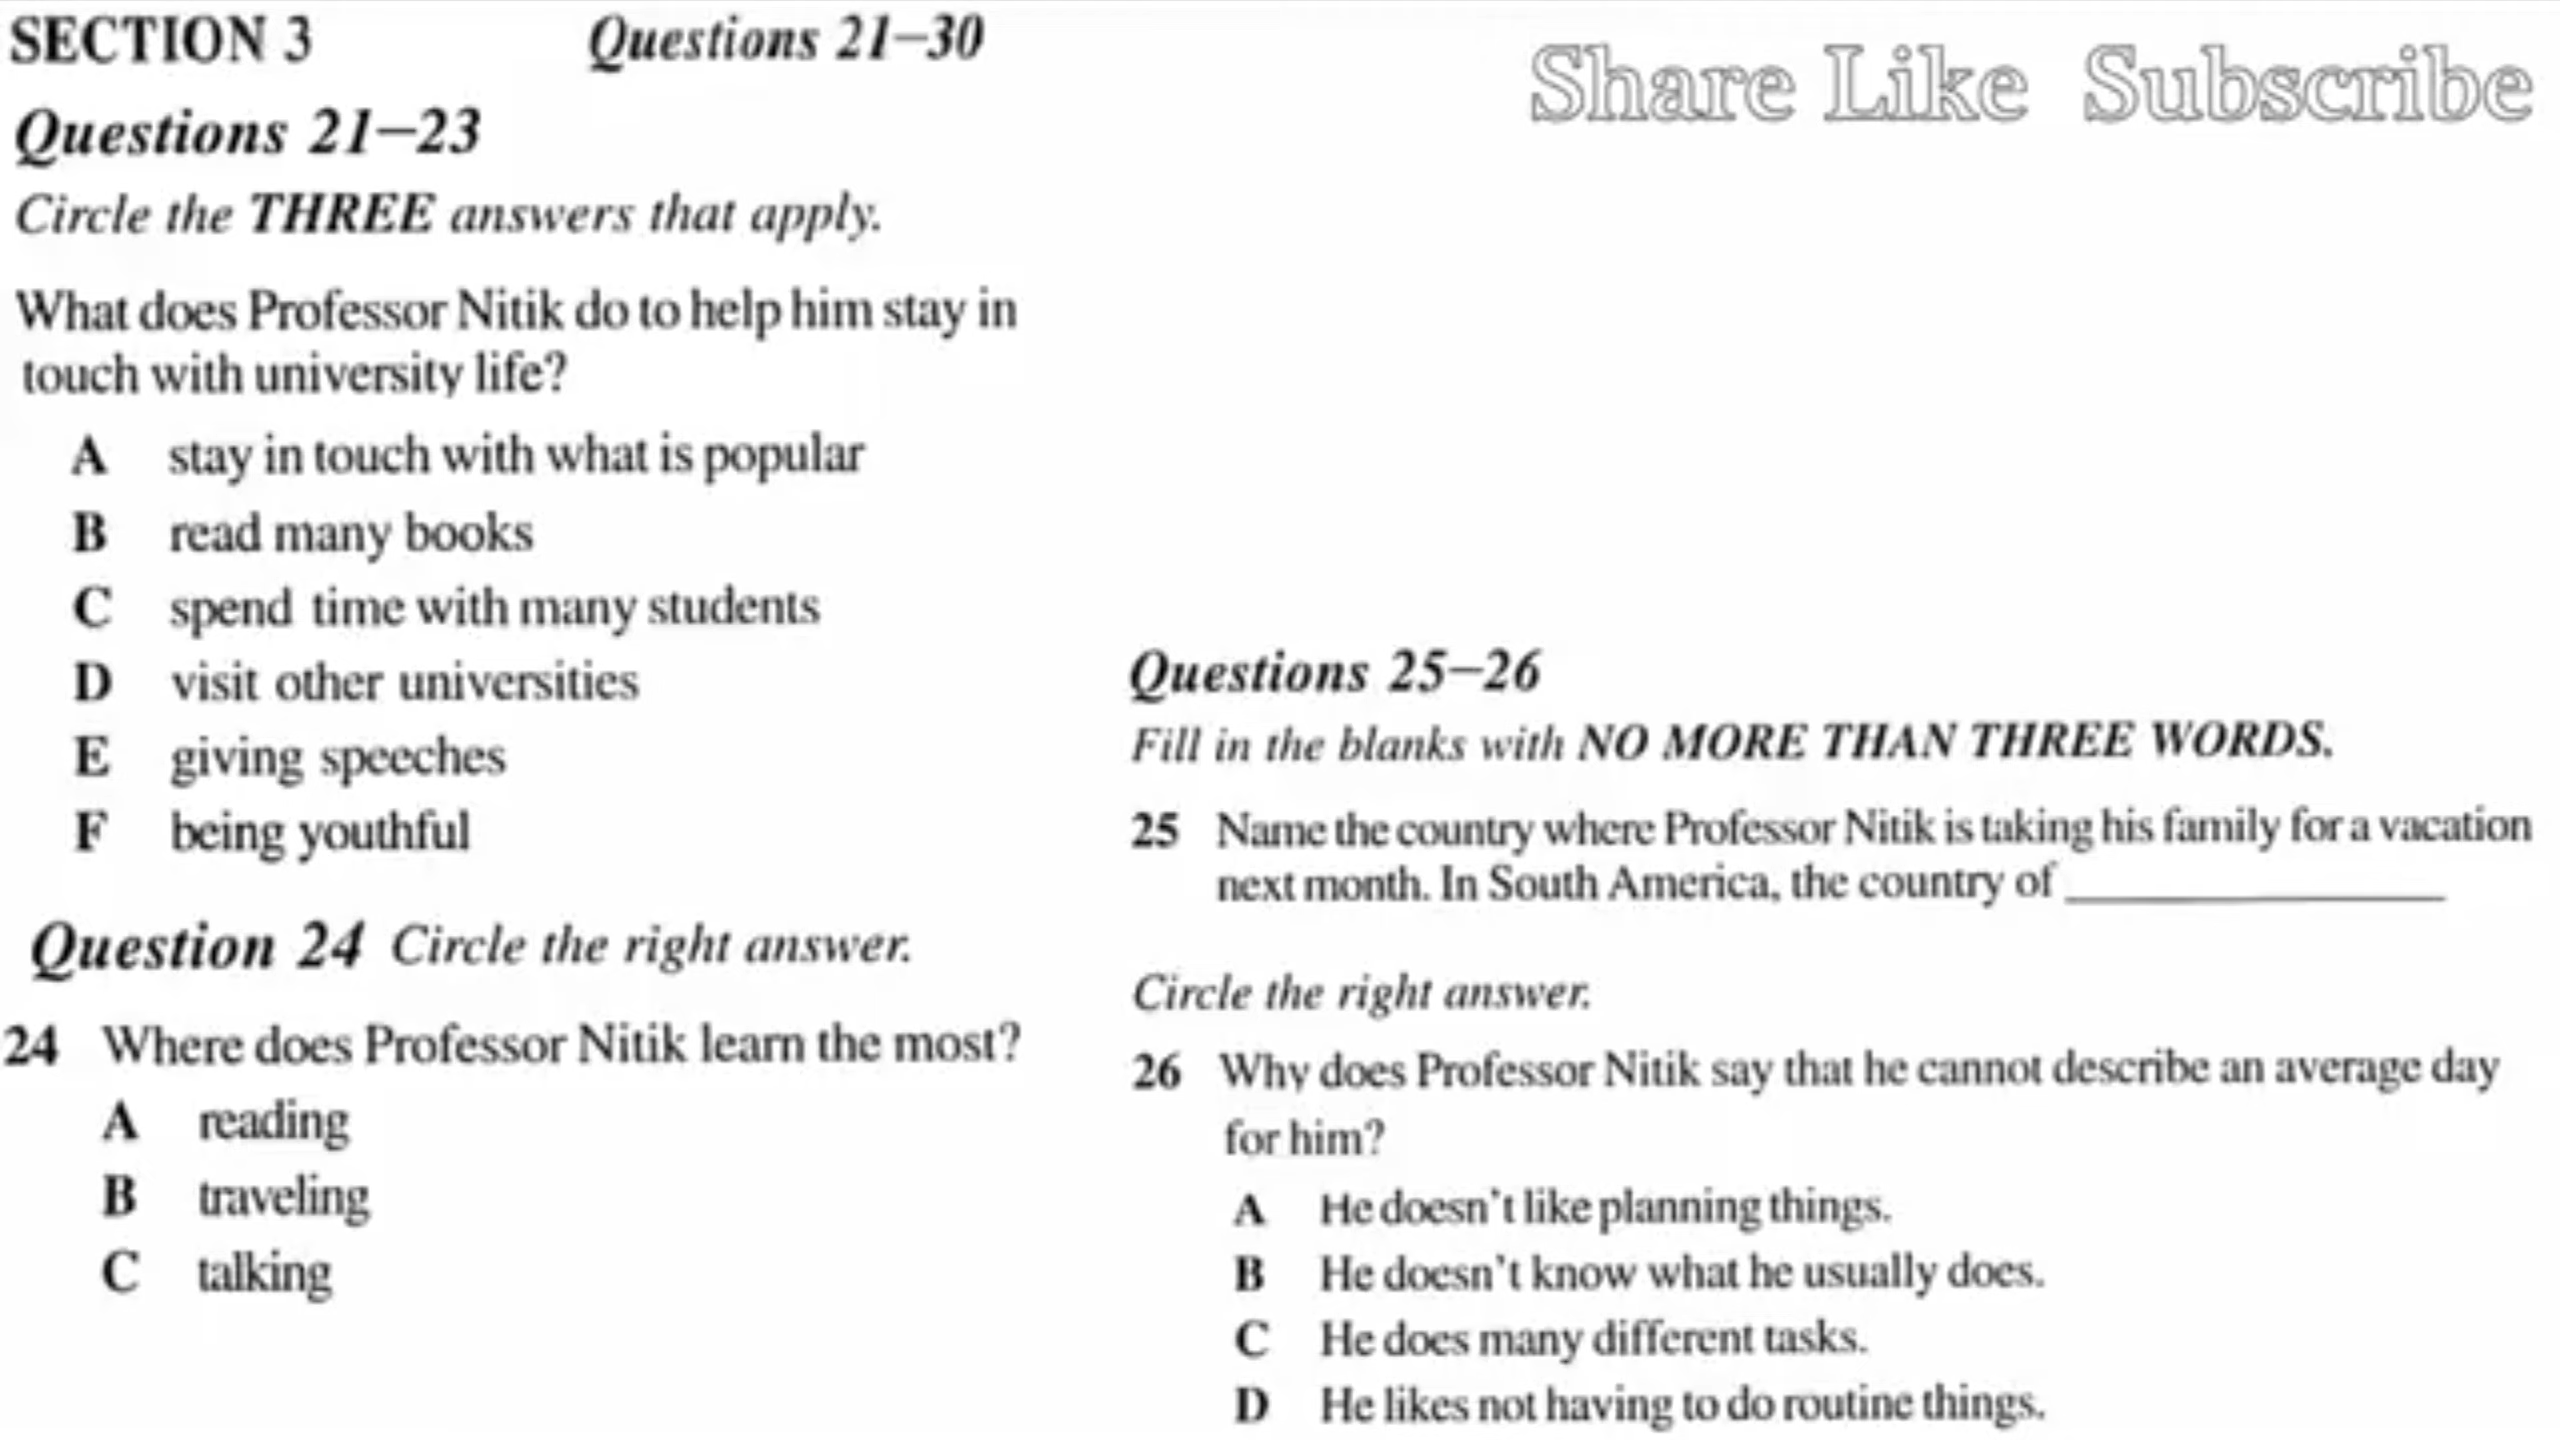 SECTION 3 Questions 21–30
Share Like Subscribe
Questions 21–23
Circle the THREE answers that apply.
What does Professor Nitik do to help him stay in
touch with university life?
A stay in touch with what is popular
B read many books
C spend time with many students
D visit other universities
E giving speeches
F being youthful
Question 24 Circle the right answer.
24 Where does Professor Nitik learn the most?
A reading
B traveling
C talking
Questions 25–26
Fill in the blanks with NO MORE THAN THREE WORDS.
25 Name the country where Professor Nitik is taking his family for a vacation
next month. In South America, the country of ____________
Circle the right answer.
26 Why does Professor Nitik say that he cannot describe an average day
for him?
A He doesn't like planning things.
B He doesn't know what he usually does.
C He does many different tasks.
D He likes not having to do routine things.